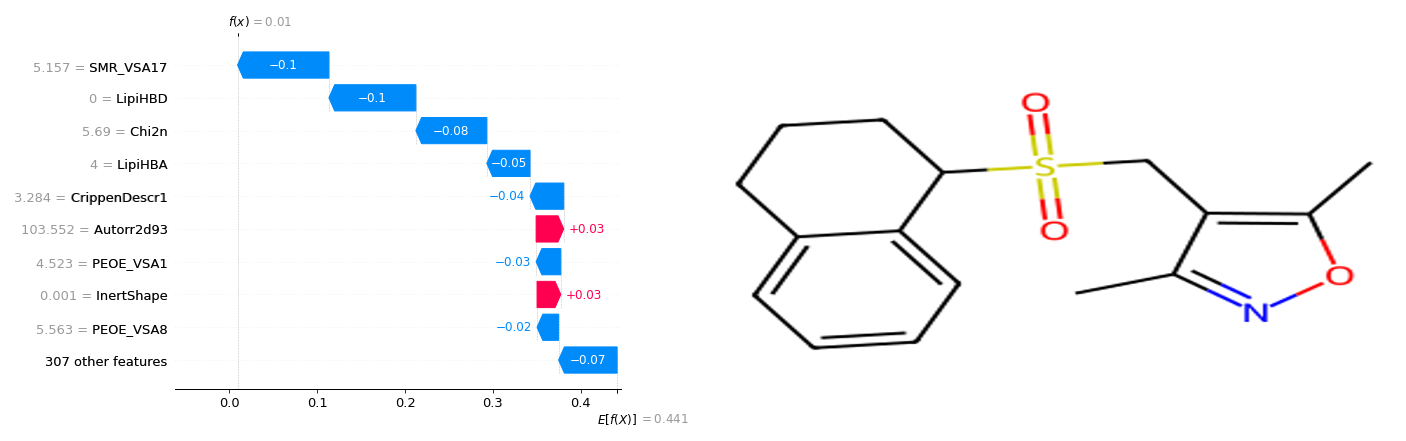 f(x) = 0.01
5.157 = SMR_VSA17 −0.1
0 = LipiHBD −0.1
5.69 = Chi2n −0.08
4 = LipiHBA −0.05
3.284 = CrippenDescr1 −0.04
103.552 = Autorr2d93 +0.03
4.523 = PEOE_VSA1 −0.03
0.001 = InertShape +0.03
5.563 = PEOE_VSA8 −0.02
307 other features −0.07
0.0 0.1 0.2 0.3 0.4
E[f(X)] = 0.441
O
S
O
O
N